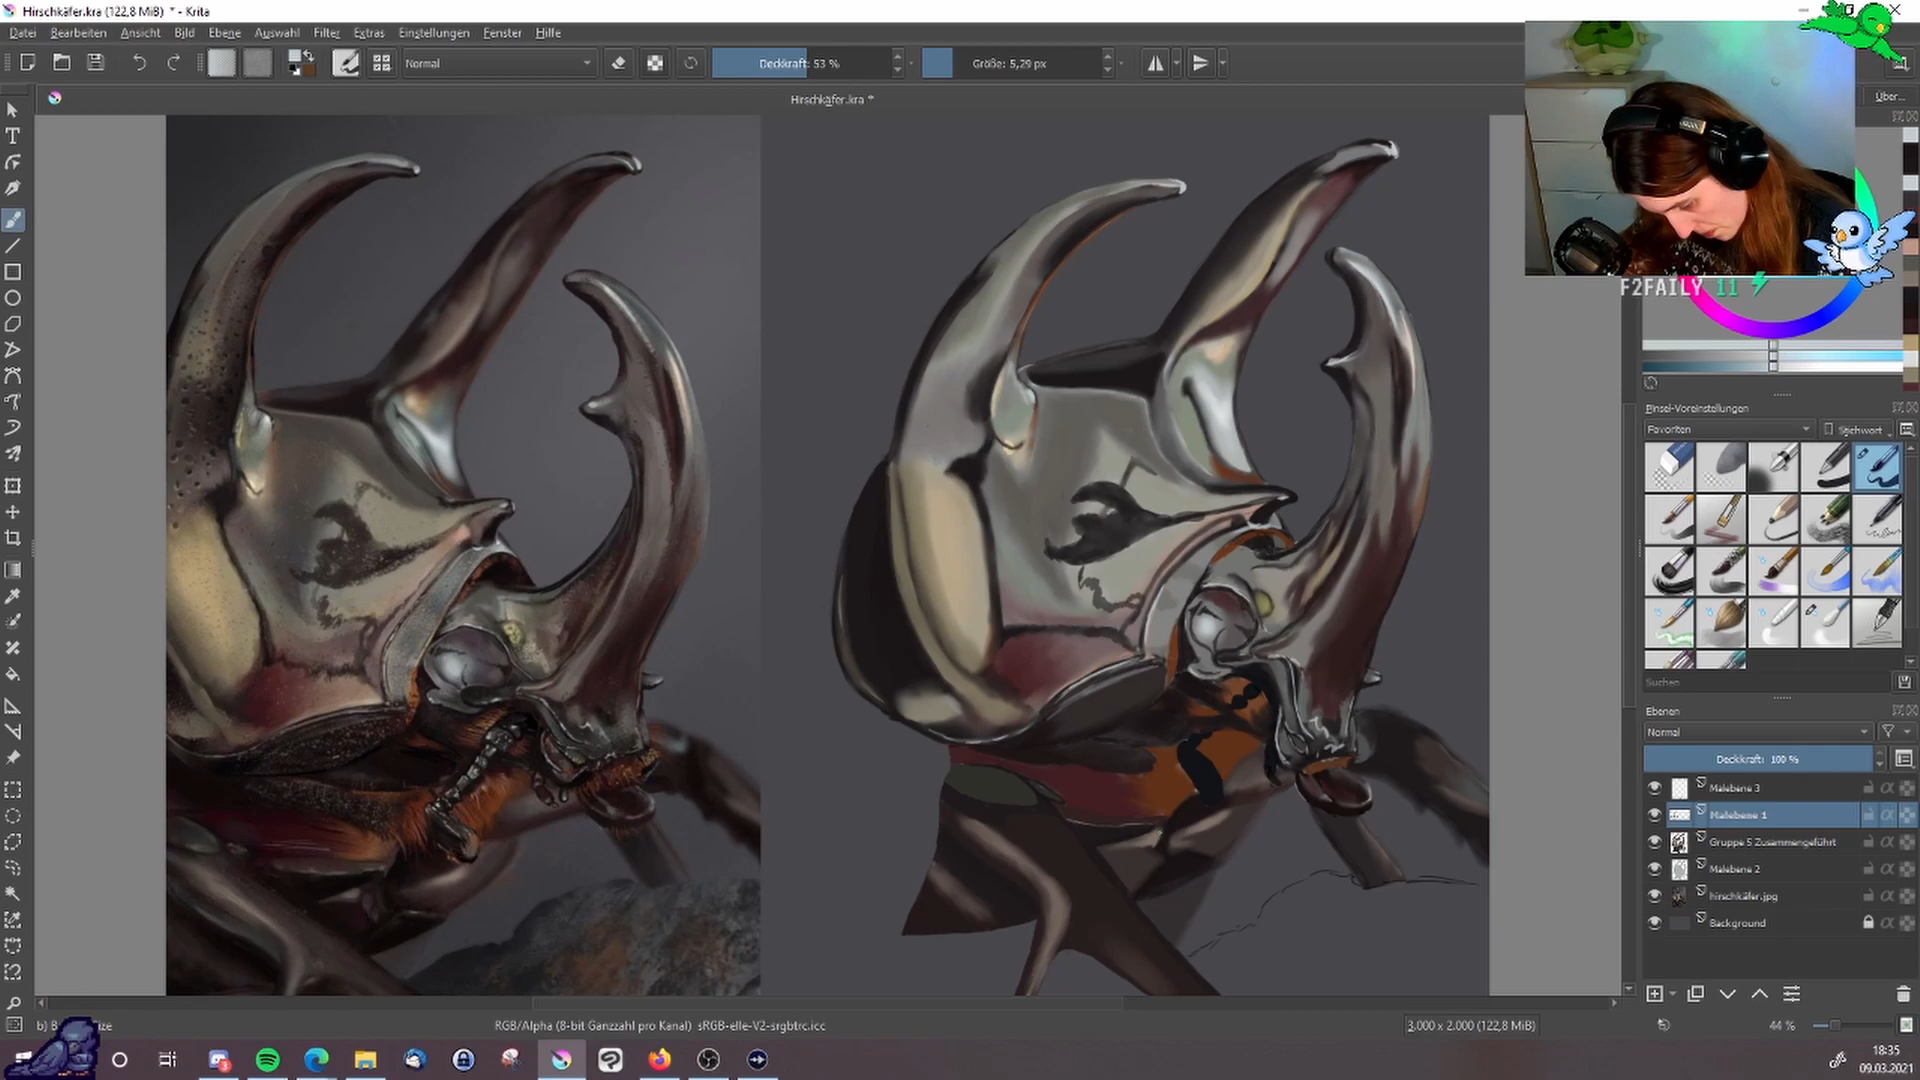 Hirschkäfer.kra (122,8 MiB) * - Krita
Datei Bearbeiten Ansicht Bild Ebene Auswahl Filter Extras Einstellungen Fenster Hilfe
Normal
Deckkraft: 53 %
Größe: 5,29 px
Hirschkäfer.kra *
Über...
F2FAILY 11
Pinsel-Voreinstellungen
Favoriten
Stichwort
Suchen
Ebenen
Normal
Deckkraft: 100 %
Malebene 3
Malebene 1
Gruppe 5 Zusammengeführt
Malebene 2
hirschkäfer.jpg
Background
RGB/Alpha (8-bit Ganzzahl pro Kanal) sRGB-elle-V2-srgbtrc.icc
3.000 x 2.000 (122,8 MiB)
44 %
18:35
09.03.2021